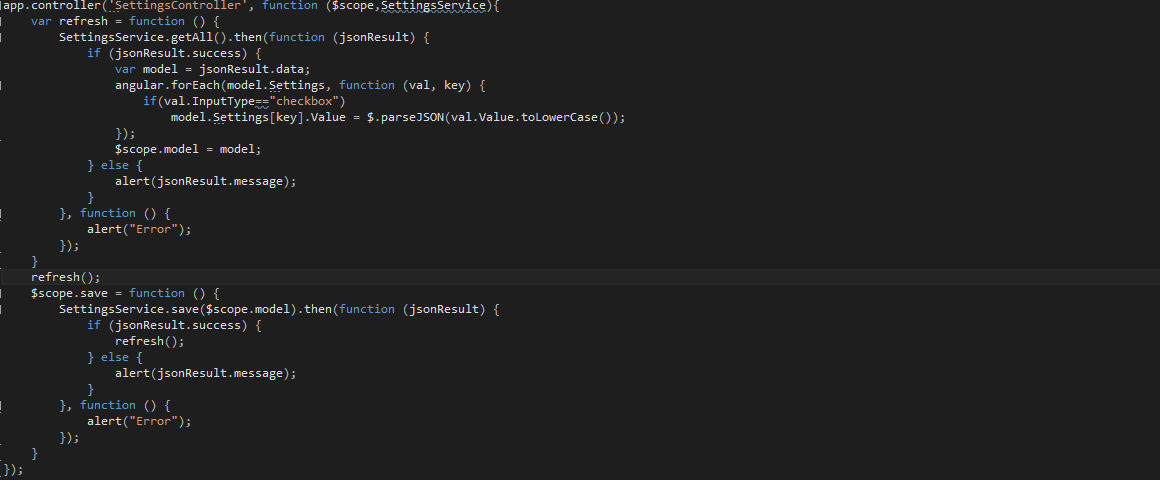 app.controller('SettingsController', function ($scope,SettingsService){
    var refresh = function () {
        SettingsService.getAll().then(function (jsonResult) {
            if (jsonResult.success) {
                var model = jsonResult.data;
                angular.forEach(model.Settings, function (val, key) {
                    if(val.InputType=="checkbox")
                        model.Settings[key].Value = $.parseJSON(val.Value.toLowerCase());
                });
                $scope.model = model;
            } else {
                alert(jsonResult.message);
            }
        }, function () {
            alert("Error");
        });
    }
    refresh();
    $scope.save = function () {
        SettingsService.save($scope.model).then(function (jsonResult) {
            if (jsonResult.success) {
                refresh();
            } else {
                alert(jsonResult.message);
            }
        }, function () {
            alert("Error");
        });
    }
});